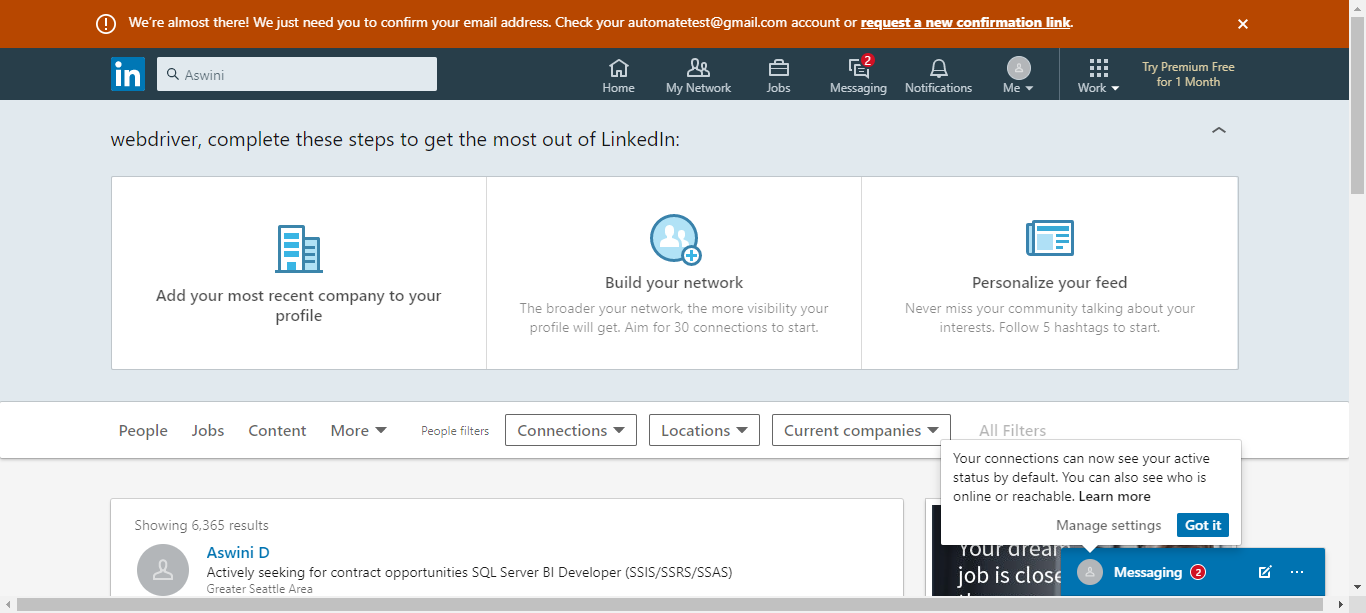 We're almost there! We just need you to confirm your email address. Check your automatetest@gmail.com account or request a new confirmation link.
in
Aswini
Home
My Network
Jobs
2
Messaging
Notifications
Me
Work
Try Premium Free
for 1 Month
webdriver, complete these steps to get the most out of LinkedIn:
Add your most recent company to your
profile
Build your network
The broader your network, the more visibility your
profile will get. Aim for 30 connections to start.
Personalize your feed
Never miss your community talking about your
interests. Follow 5 hashtags to start.
People
Jobs
Content
More
People filters
Connections
Locations
Current companies
All Filters
Your connections can now see your active
status by default. You can also see who is
online or reachable. Learn more
Manage settings
Got it
Showing 6,365 results
Aswini D
Actively seeking for contract opportunities SQL Server BI Developer (SSIS/SSRS/SSAS)
Greater Seattle Area
Your dream
job is close
Messaging 2